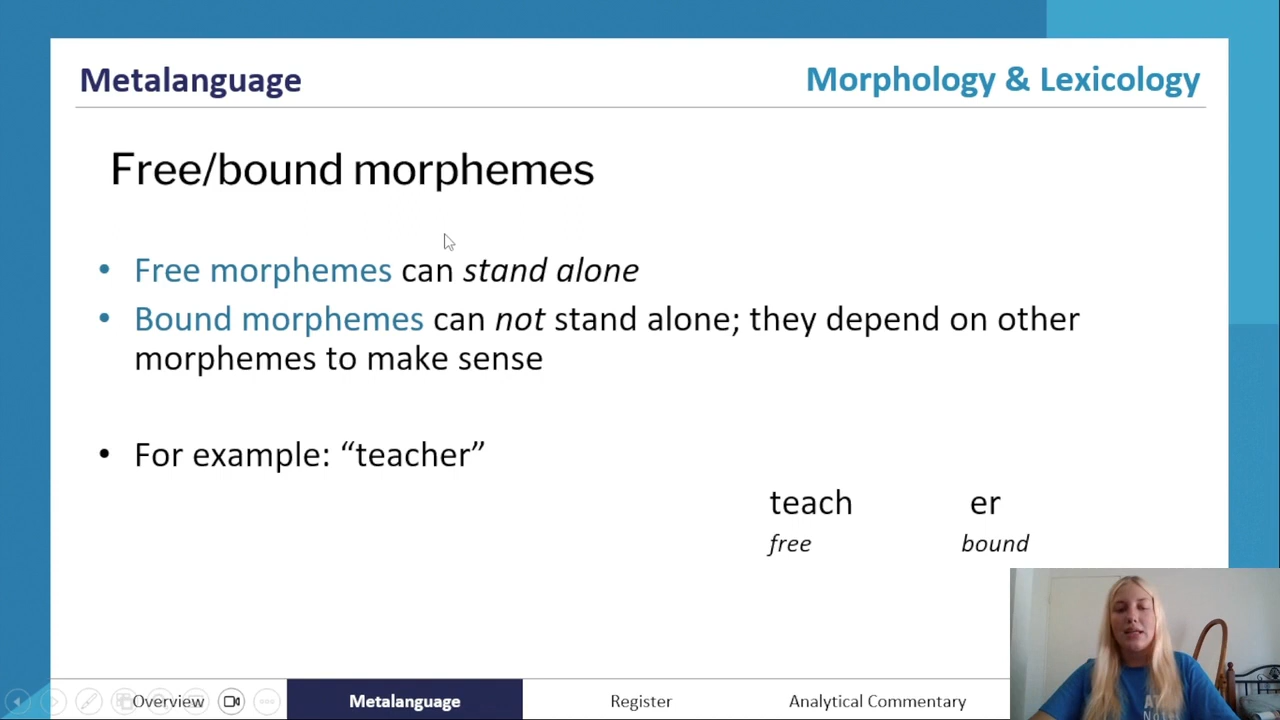 Metalanguage
Morphology & Lexicology
Free/bound morphemes
• Free morphemes can stand alone
• Bound morphemes can not stand alone; they depend on other
morphemes to make sense
• For example: “teacher”
teach er
free bound
Overview
Metalanguage
Register
Analytical Commentary